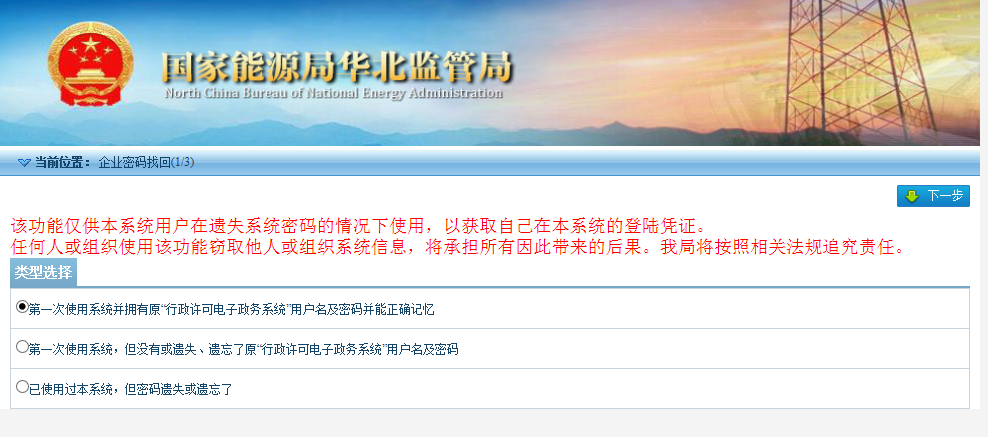 国家能源局华北监管局
North China Bureau of National Energy Administration
当前位置： 企业密码找回(1/3)
下一步
该功能仅供本系统用户在遗失系统密码的情况下使用，以获取自己在本系统的登陆凭证。
任何人或组织使用该功能窃取他人或组织系统信息，将承担所有因此带来的后果。我局将按照相关法规追究责任。
类型选择
第一次使用系统并拥有原“行政许可电子政务系统”用户名及密码并能正确记忆
第一次使用系统，但没有或遗失、遗忘了原“行政许可电子政务系统”用户名及密码
已使用过本系统，但密码遗失或遗忘了